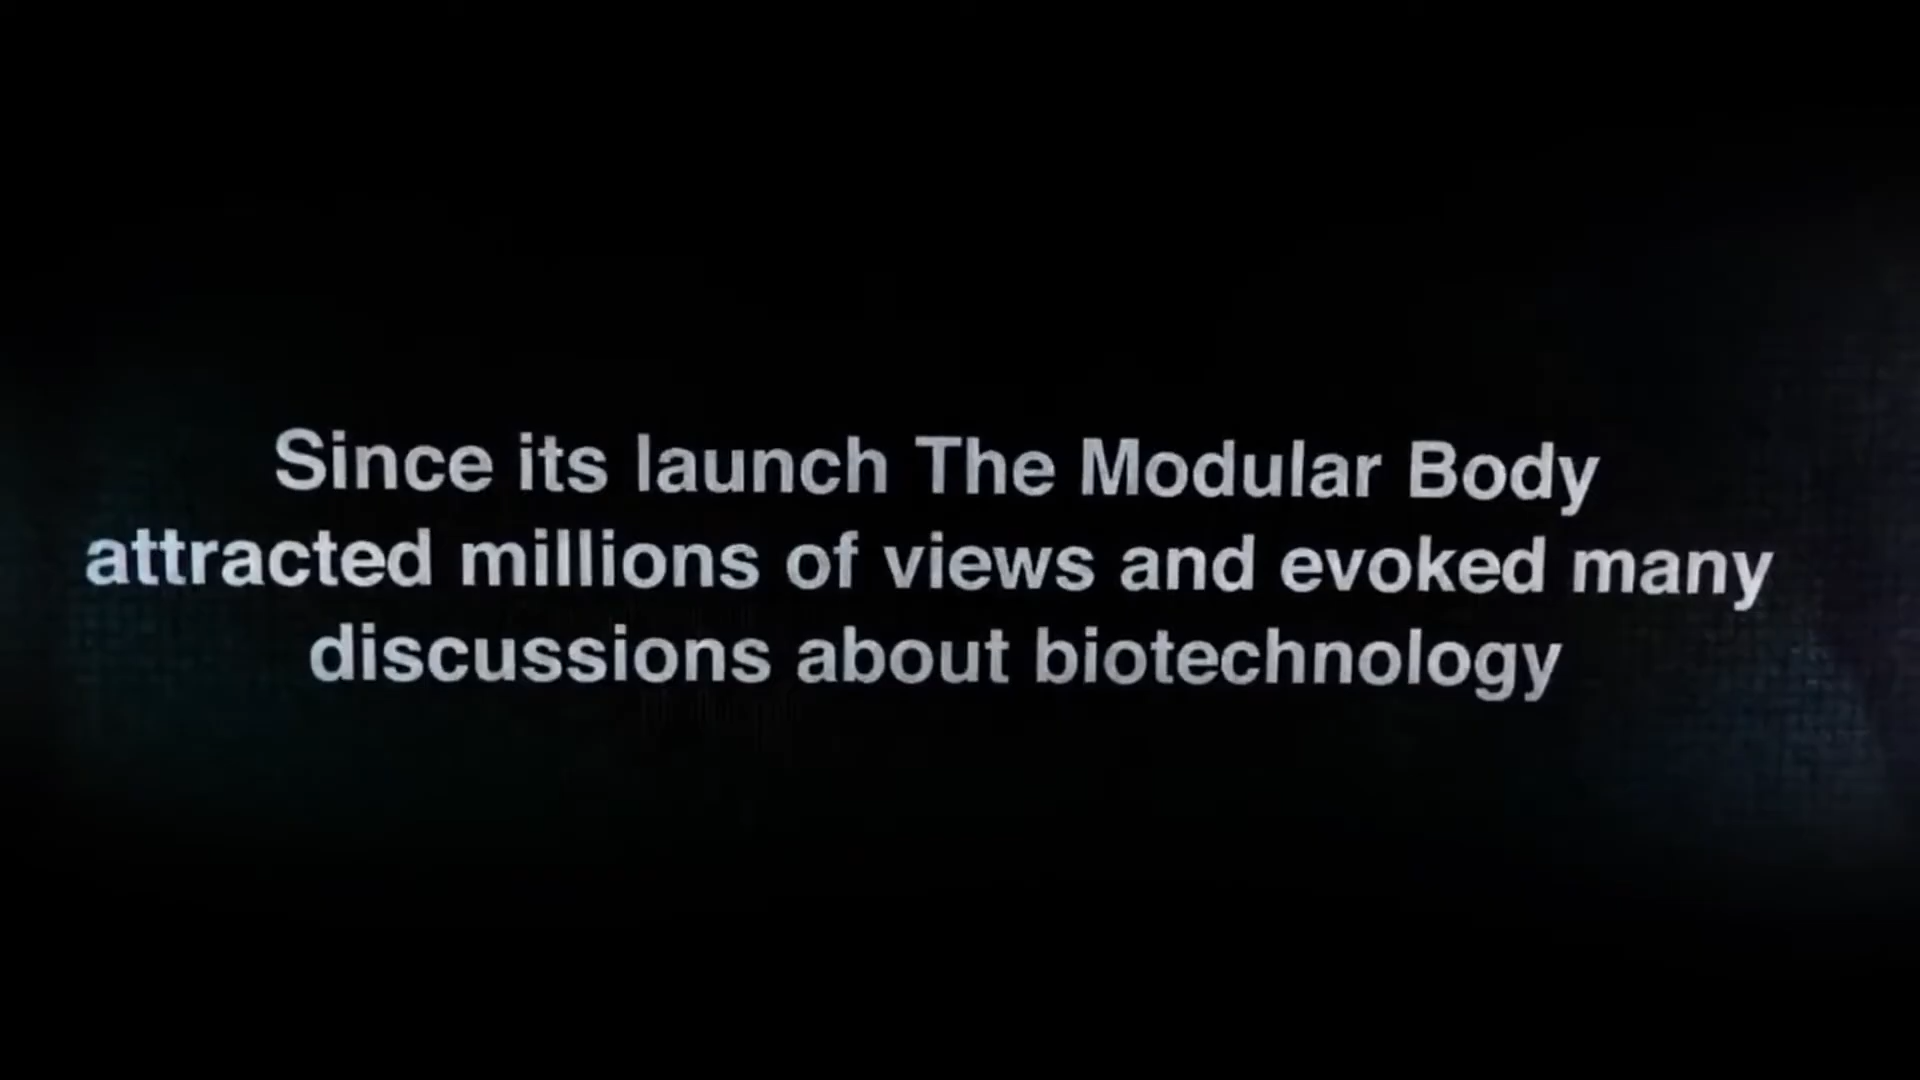 Since its launch The Modular Body
attracted millions of views and evoked many
discussions about biotechnology